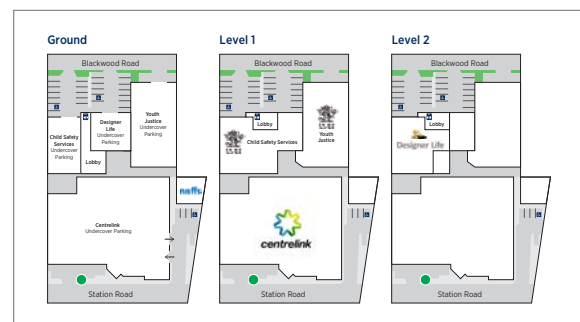 Ground
Blackwood Road
Child Safety
Services
Undercover
Parking
Designer
Life
Undercover
Parking
Youth
Justice
Undercover
Parking
Lobby
naffs
Centrelink
Undercover Parking
Station Road
Level 1
Blackwood Road
Lobby
Child Safety Services
Youth
Justice
centrelink
Station Road
Level 2
Blackwood Road
Lobby
Designer Life
Station Road